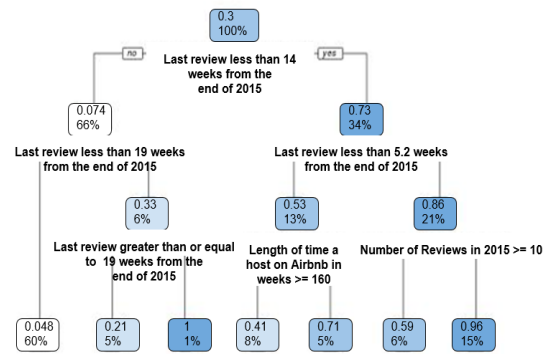 0.3
100%
no
yes
Last review less than 14
weeks from the
end of 2015
0.074
66%
0.73
34%
Last review less than 19 weeks
from the end of 2015
Last review less than 5.2 weeks
from the end of 2015
0.33
6%
0.53
13%
0.86
21%
Last review greater than or equal
to 19 weeks from the
end of 2015
Length of time a
host on Airbnb in
weeks >= 160
Number of Reviews in 2015 >= 10
0.048
60%
0.21
5%
1
1%
0.41
8%
0.71
5%
0.59
6%
0.96
15%